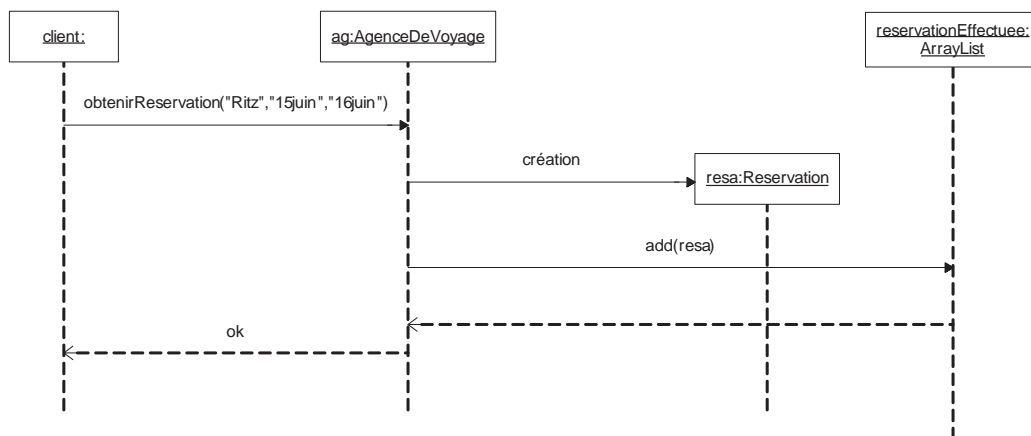 client:
ag:AgenceDeVoyage
reservationEffectuee:
ArrayList
obtenirReservation("Ritz","15juin","16juin")
création
resa:Reservation
add(resa)
ok